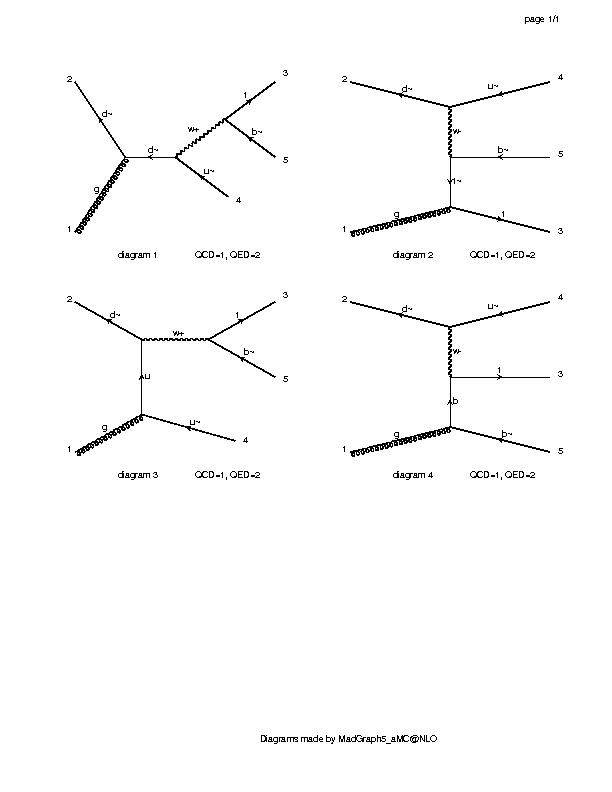 page 1/1
2 d~ g 1 d~ w+ t 3 b~ 5 u~ 4
diagram 1 QCD=1, QED=2
2 d~ u~ 4 w+ b~ 5 t~ g 1 t 3
diagram 2 QCD=1, QED=2
2 d~ w+ t 3 b~ 5 u g 1 u~ 4
diagram 3 QCD=1, QED=2
2 d~ u~ 4 w+ t 3 b g 1 b~ 5
diagram 4 QCD=1, QED=2
Diagrams made by MadGraph5_aMC@NLO